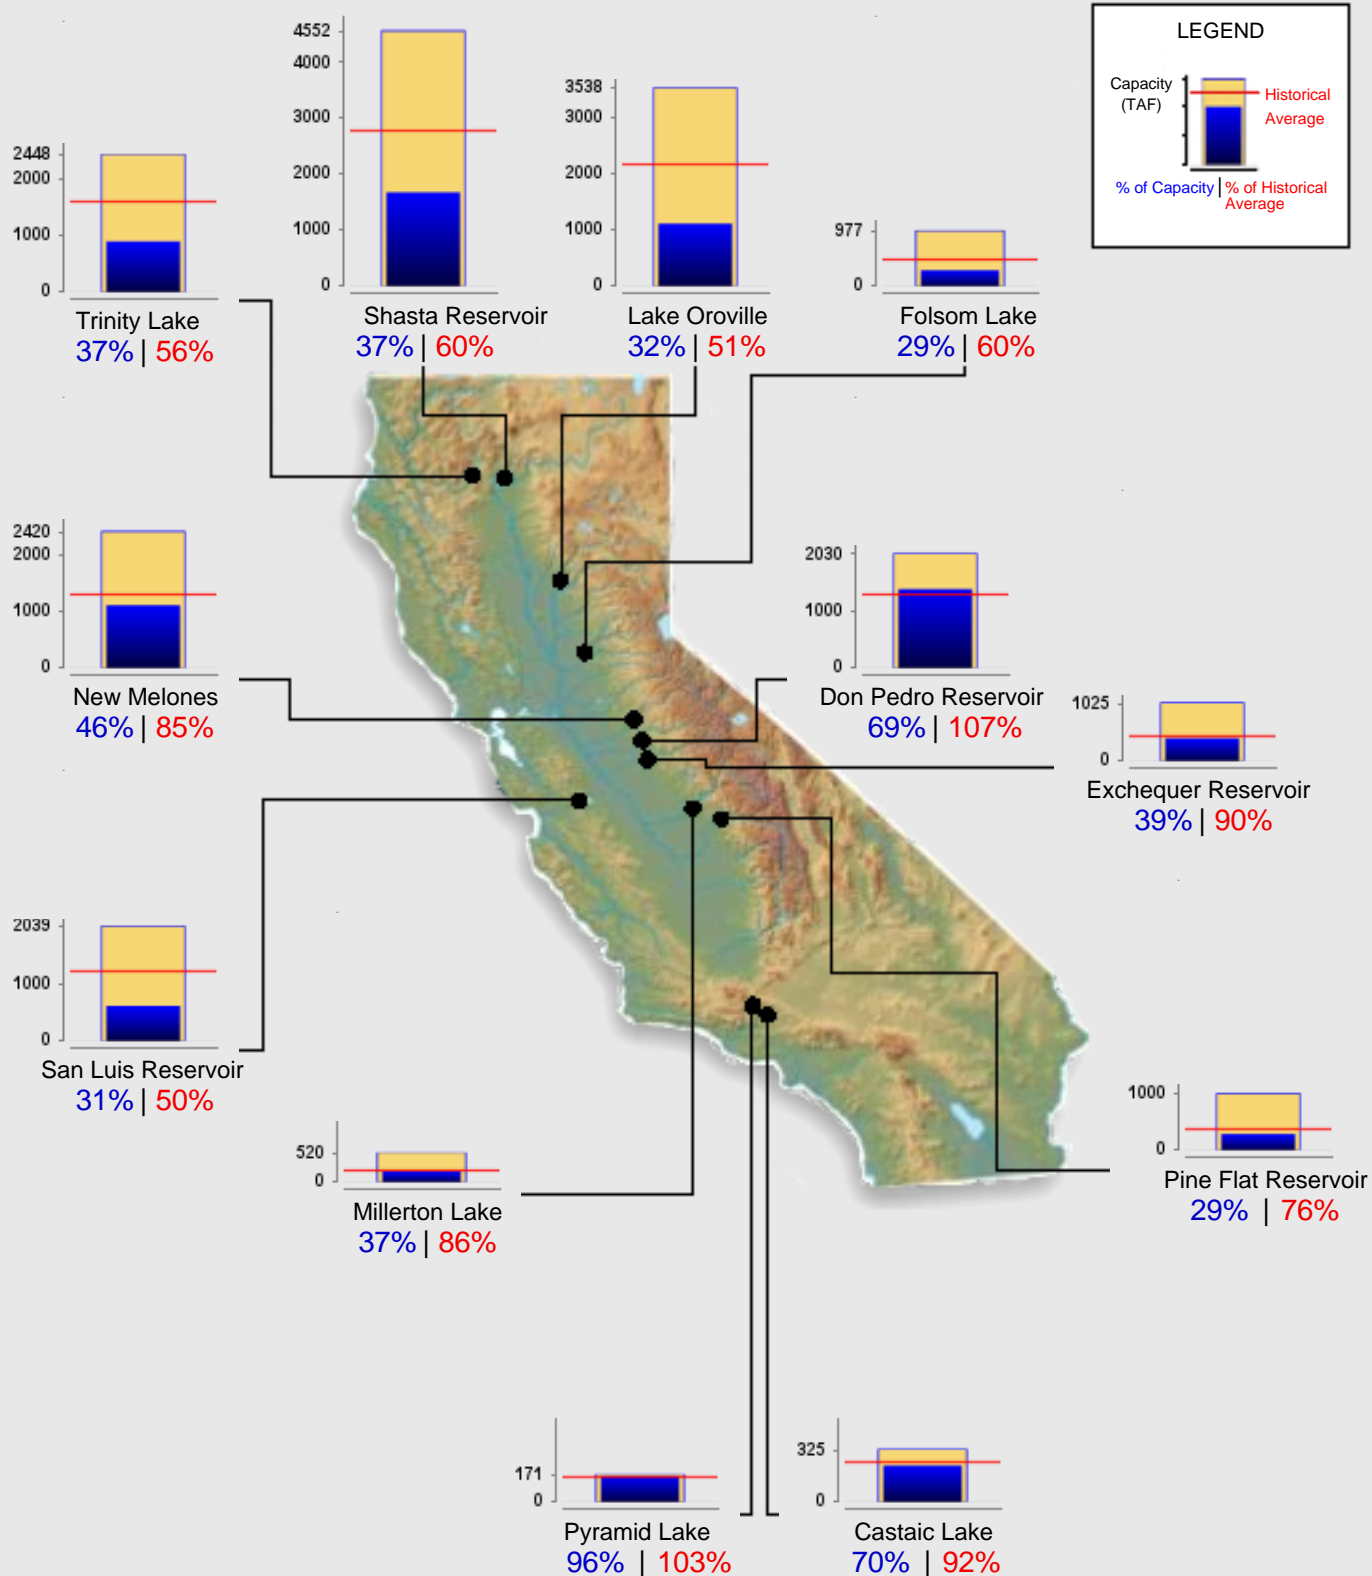 LEGEND
Capacity
(TAF)
Historical
Average
% of Capacity | % of Historical
Average
4552
4000
3000
2000
1000
0
Shasta Reservoir
37% | 60%
3538
3000
2000
1000
0
Lake Oroville
32% | 51%
2448
2000
1000
0
Trinity Lake
37% | 56%
977
0
Folsom Lake
29% | 60%
2420
2000
1000
0
New Melones
46% | 85%
2030
1000
0
Don Pedro Reservoir
69% | 107%
1025
0
Exchequer Reservoir
39% | 90%
2039
1000
0
San Luis Reservoir
31% | 50%
520
0
Millerton Lake
37% | 86%
1000
0
Pine Flat Reservoir
29% | 76%
171
0
Pyramid Lake
96% | 103%
325
0
Castaic Lake
70% | 92%